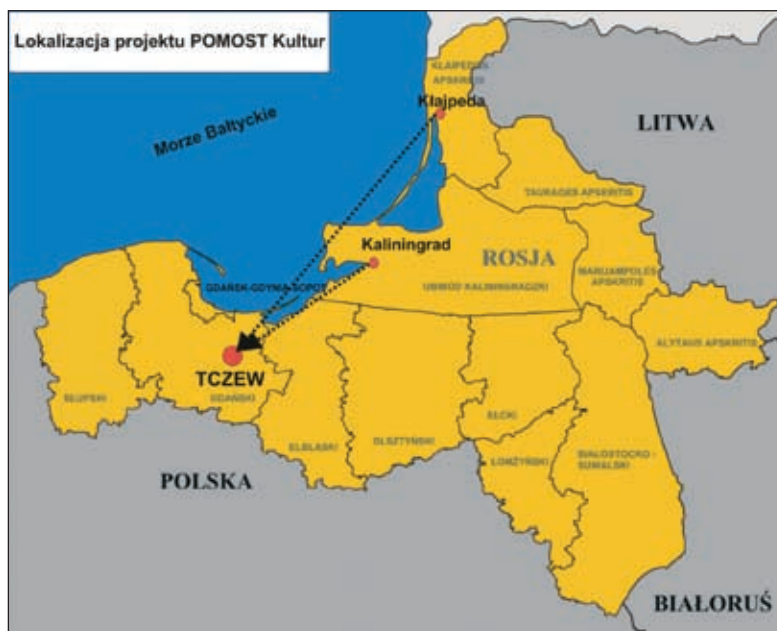 Lokalizacja projektu POMOST Kultur
KLAIPEDOS
APSKRITIS
Kłajpeda
LITWA
Morze Bałtyckie
TAURAGES APSKRITIS
Kaliningrad
ROSJA
MARIJAMPOLES
APSKRITIS
GDAŃSK-GDYNIA-SOPOT
OBWÓD KALININGRADZKI
ALYTAUS APSKRITIS
TCZEW
SŁUPSKI
GDAŃSKI
EŁCKI
ELBLĄSKI
OLSZTYŃSKI
ŁOMŻYŃSKI
BIAŁOSTOCKO -
SUWALSKI
POLSKA
BIAŁORUŚ